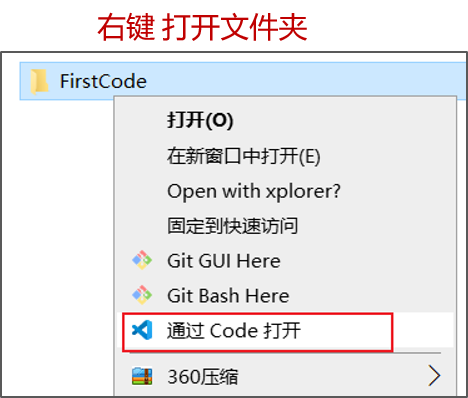 右键 打开文件夹
FirstCode
打开(O)
在新窗口中打开(E)
Open with xplorer?
固定到快速访问
Git GUI Here
Git Bash Here
通过 Code 打开
360压缩